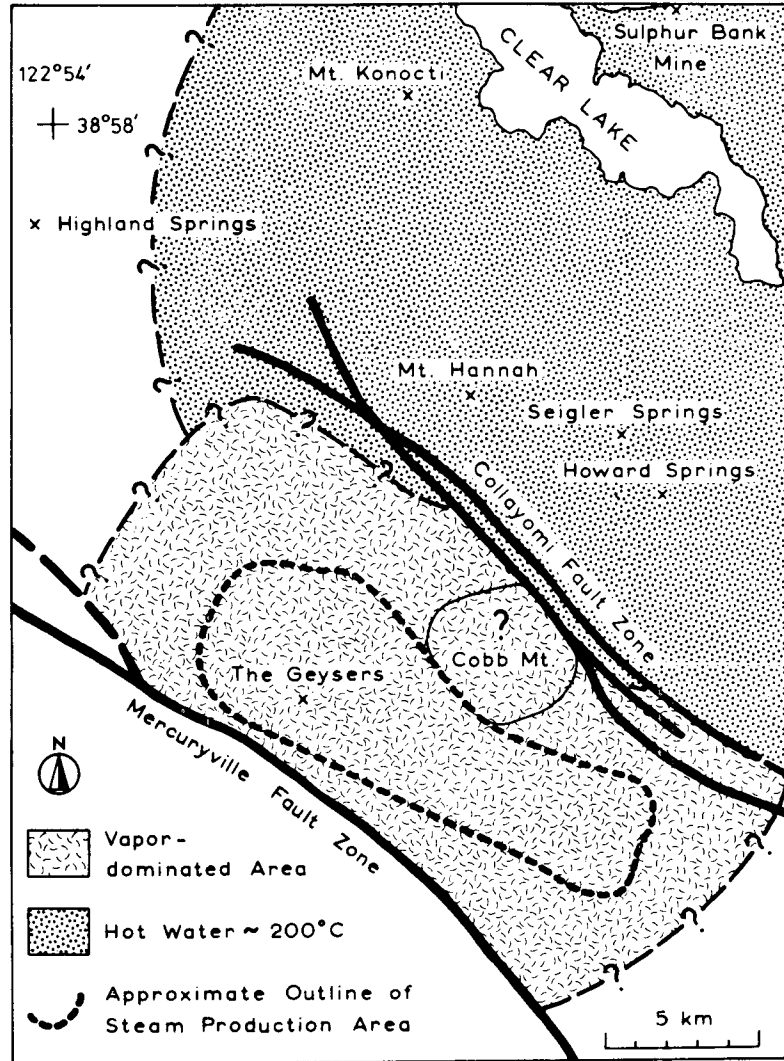 Sulphur Bank
Mine
CLEAR LAKE
122°54'
38°58'
Mt. Konocti
Highland Springs
Mt. Hannah
Seigler Springs
Howard Springs
Collayomi Fault Zone
?
Cobb Mt.
The Geysers
Mercuryville Fault Zone
N
Vapor-
dominated Area
Hot Water ~ 200°C
Approximate Outline of
Steam Production Area
5 km
? ? ? ? ? ? ? ? ? ? ? ? ? ? ?